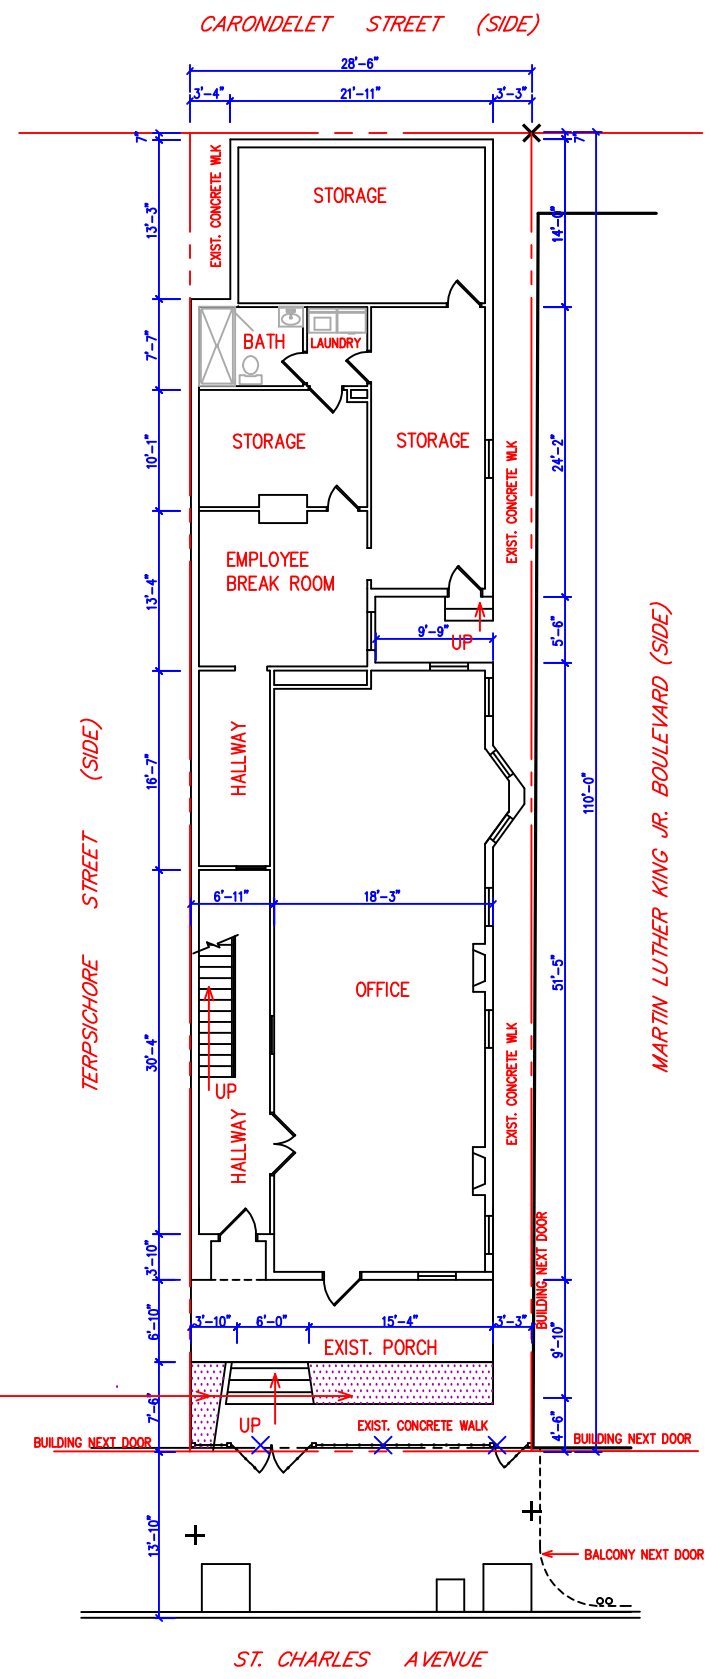 CARONDELET STREET (SIDE)
28'-6"
3'-4" 21'-11" 3'-3"
7" 7"
STORAGE
EXIST. CONCRETE WLK
13'-3"
14'-0"
BATH
LAUNDRY
7'-7"
STORAGE
STORAGE
10'-1"
24'-2"
EXIST. CONCRETE WLK
EMPLOYEE
BREAK ROOM
13'-4"
9'-9"
UP
5'-6"
HALLWAY
16'-7"
110'-0"
TERPSICHORE STREET (SIDE)
MARTIN LUTHER KING JR. BOULEVARD (SIDE)
6'-11" 18'-3"
OFFICE
51'-5"
30'-4"
UP
HALLWAY
EXIST. CONCRETE WLK
BUILDING NEXT DOOR
3'-10"
6'-10"
3'-10" 6'-0" 15'-4" 3'-3"
EXIST. PORCH
9'-10"
7'-6"
UP
EXIST. CONCRETE WALK
4'-6"
BUILDING NEXT DOOR
BUILDING NEXT DOOR
13'-10"
BALCONY NEXT DOOR
ST. CHARLES AVENUE